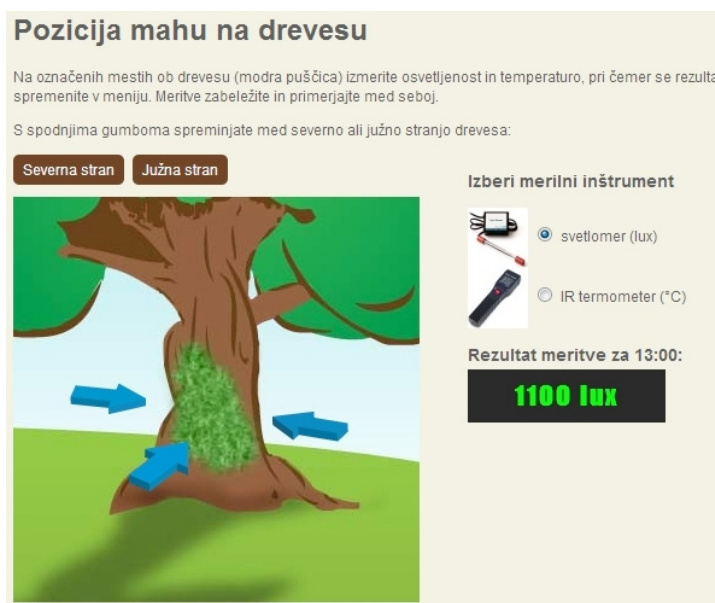 Pozicija mahu na drevesu
Na označenih mestih ob drevesu (modra puščica) izmerite osvetljenost in temperaturo, pri čemer se
spremenite v meniju. Meritve zabeležite in primerjajte med seboj.
S spodnjima gumboma spreminjate med severno ali južno stranjo drevesa:
Severna stran
Južna stran
Izberi merilni inštrument
svetlomer (lux)
IR termometer (°C)
Rezultat meritve za 13:00:
1100 lux